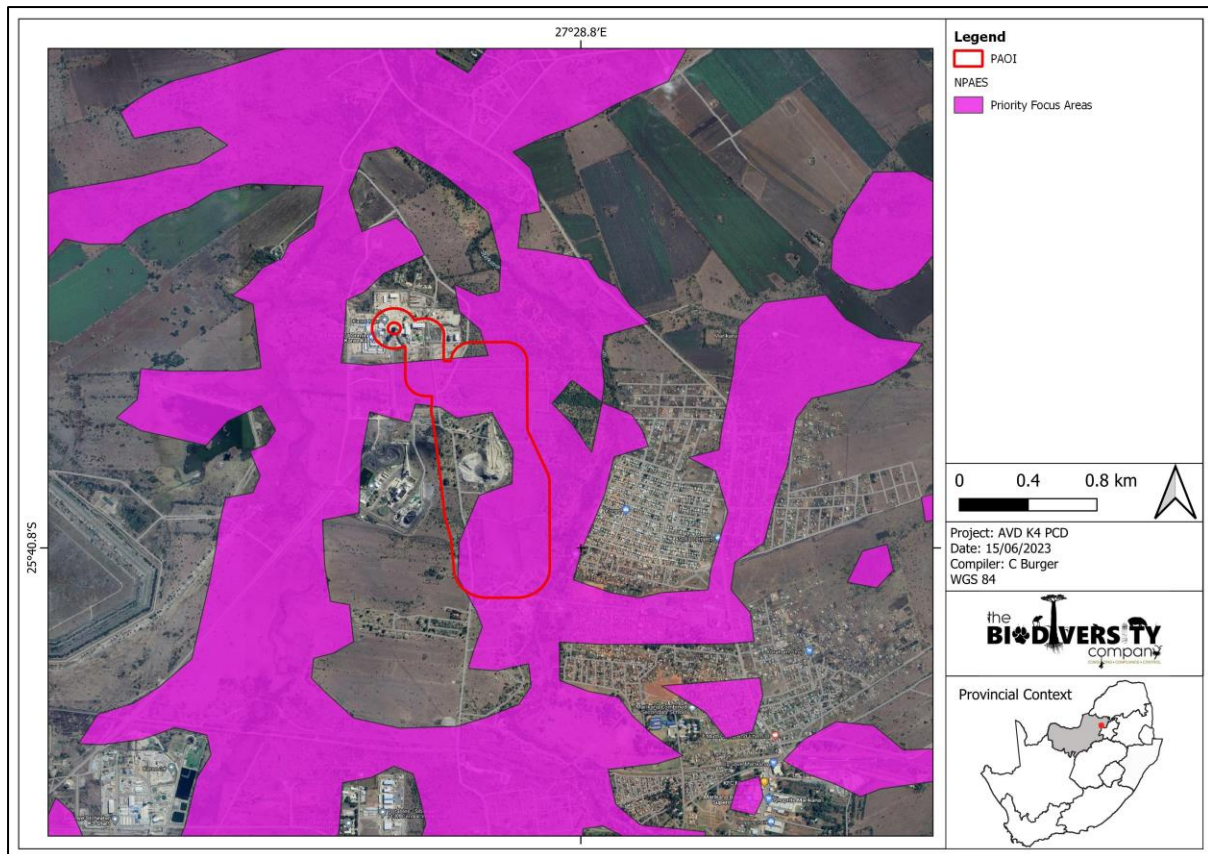 27°28.8'E
25°40.8'S
Legend
PAOI
NPAES
Priority Focus Areas
0 0.4 0.8 km
Project: AVD K4 PCD
Date: 15/06/2023
Compiler: C Burger
WGS 84
the
BIODIVERSITY
company
Provincial Context